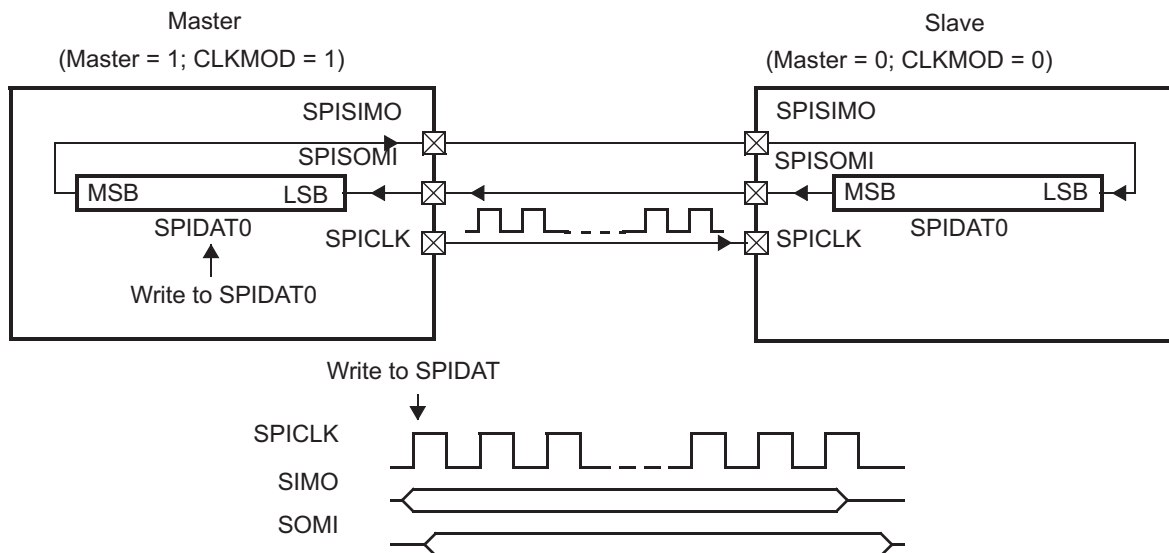 Master
(Master = 1; CLKMOD = 1)
Slave
(Master = 0; CLKMOD = 0)
SPISIMO
SPISIMO
SPISOMI
SPISOMI
MSB
LSB
MSB
LSB
SPIDAT0
SPICLK
SPICLK
SPIDAT0
Write to SPIDAT0
Write to SPIDAT
SPICLK
SIMO
SOMI